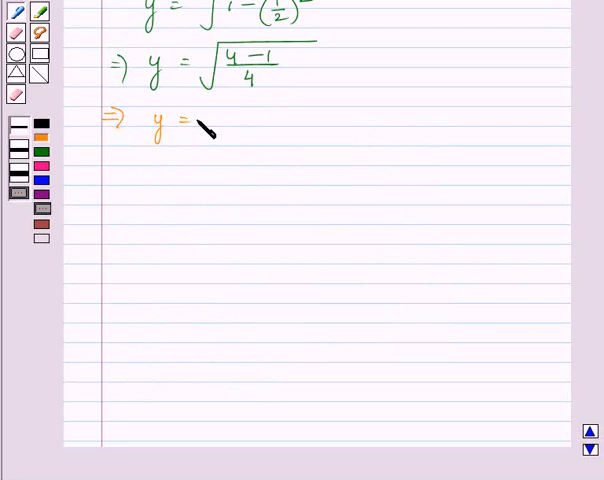 y = √1 - (1/2)²
⇒ y = √(4 - 1)/4
⇒ y =